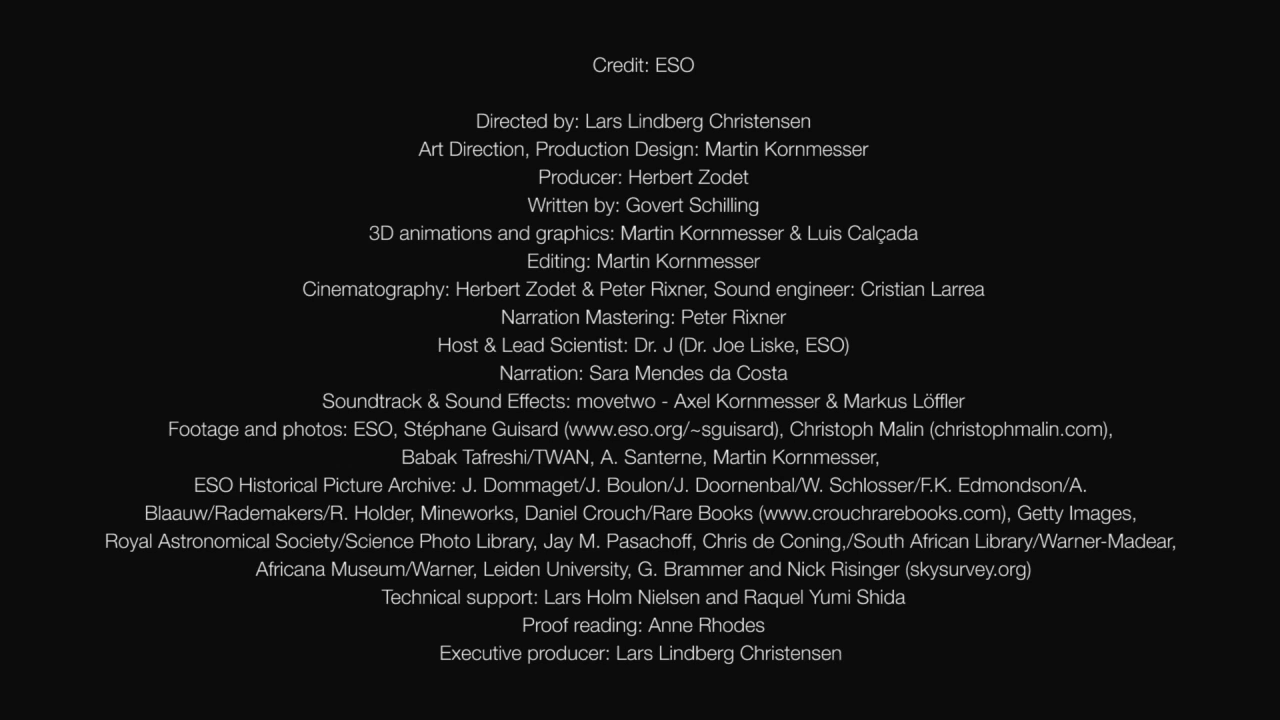 Credit: ESO
Directed by: Lars Lindberg Christensen
Art Direction, Production Design: Martin Kornmesser
Producer: Herbert Zodet
Written by: Govert Schilling
3D animations and graphics: Martin Kornmesser & Luis Calçada
Editing: Martin Kornmesser
Cinematography: Herbert Zodet & Peter Rixner, Sound engineer: Cristian Larrea
Narration Mastering: Peter Rixner
Host & Lead Scientist: Dr. J (Dr. Joe Liske, ESO)
Narration: Sara Mendes da Costa
Soundtrack & Sound Effects: movetwo - Axel Kornmesser & Markus Löffler
Footage and photos: ESO, Stéphane Guisard (www.eso.org/~sguisard), Christoph Malin (christophmalin.com),
Babak Tafreshi/TWAN, A. Santerne, Martin Kornmesser,
ESO Historical Picture Archive: J. Dommaget/J. Boulon/J. Doornenbal/W. Schlosser/F.K. Edmondson/A.
Blaauw/Rademakers/R. Holder, Mineworks, Daniel Crouch/Rare Books (www.crouchrarebooks.com), Getty Images,
Royal Astronomical Society/Science Photo Library, Jay M. Pasachoff, Chris de Coning,/South African Library/Warner-Madear,
Africana Museum/Warner, Leiden University, G. Brammer and Nick Risinger (skysurvey.org)
Technical support: Lars Holm Nielsen and Raquel Yumi Shida
Proof reading: Anne Rhodes
Executive producer: Lars Lindberg Christensen